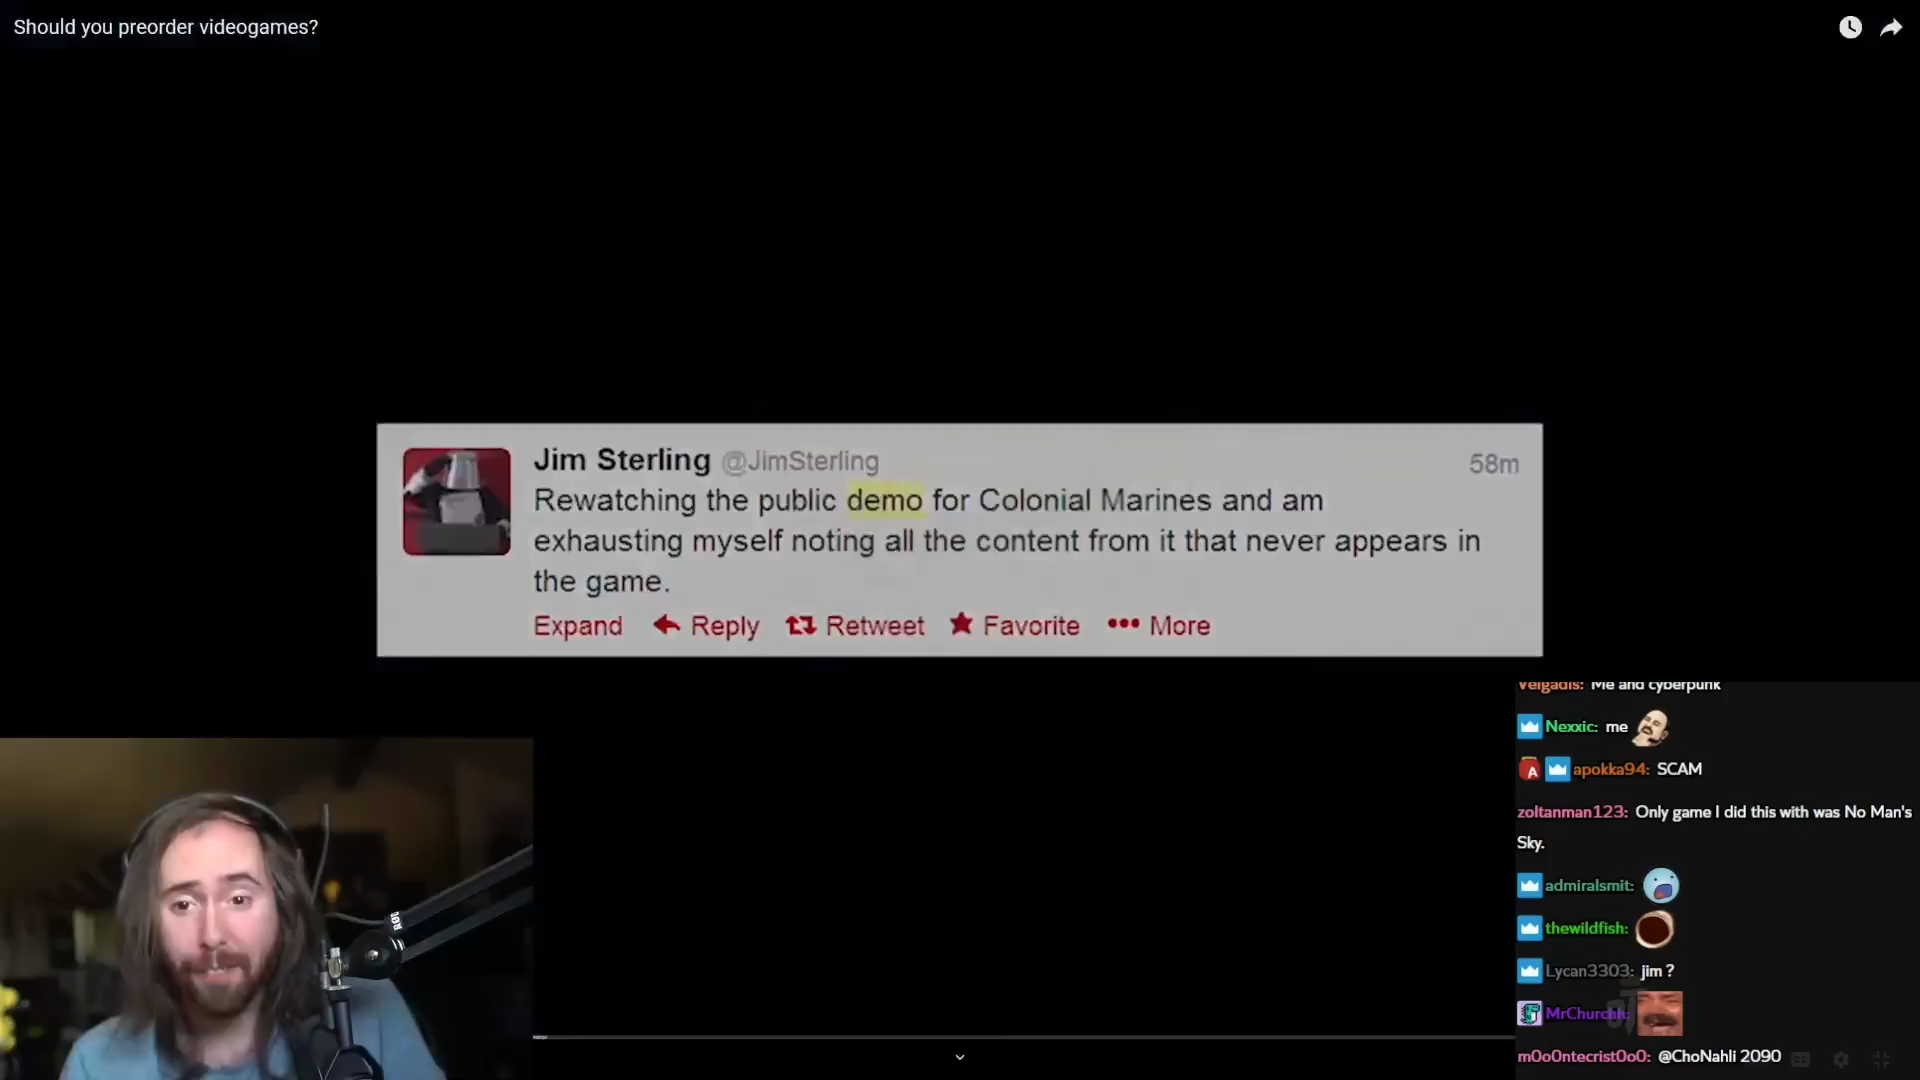 Should you preorder videogames?
Jim Sterling @JimSterling 58m
Rewatching the public demo for Colonial Marines and am
exhausting myself noting all the content from it that never appears in
the game.
Expand Reply Retweet Favorite More
Velgadis: Me and cyberpunk
Nexxic: me
apokka94: SCAM
zoltanman123: Only game I did this with was No Man's
Sky.
admiralsmit:
thewildfish:
Lycan3303: jim ?
MrChurchh:
m0o0ntecrist0o0: @ChoNahli 2090